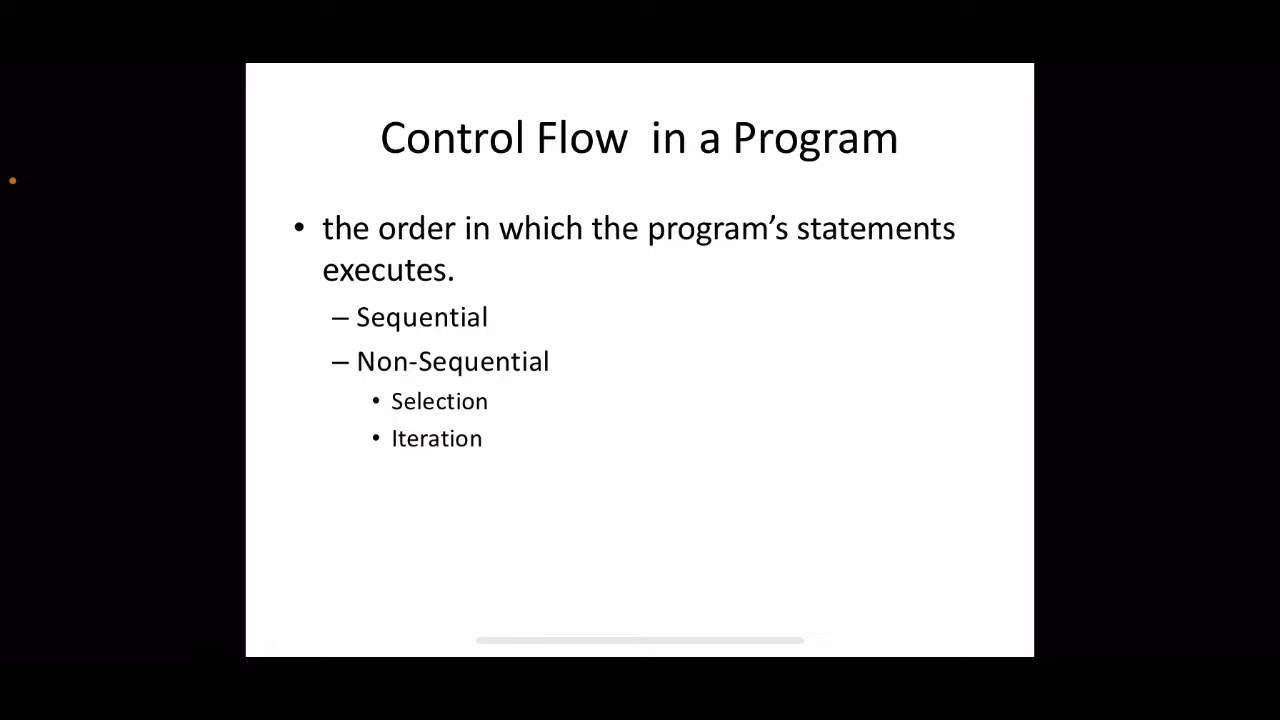 Control Flow  in a Program
• the order in which the program’s statements
executes.
– Sequential
– Non-Sequential
• Selection
• Iteration